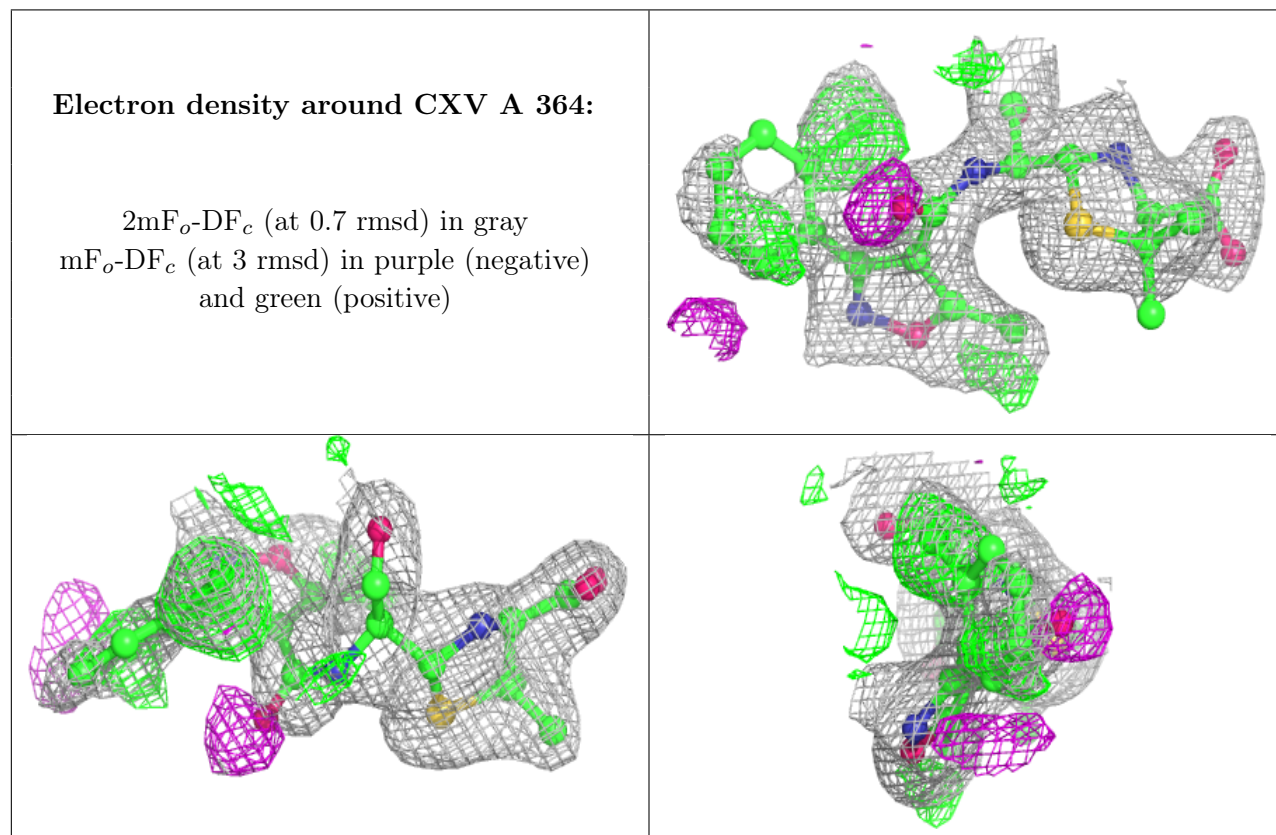 Electron density around CXV A 364:
2mFₒ-DF𝑐 (at 0.7 rmsd) in gray
mFₒ-DF𝑐 (at 3 rmsd) in purple (negative)
and green (positive)